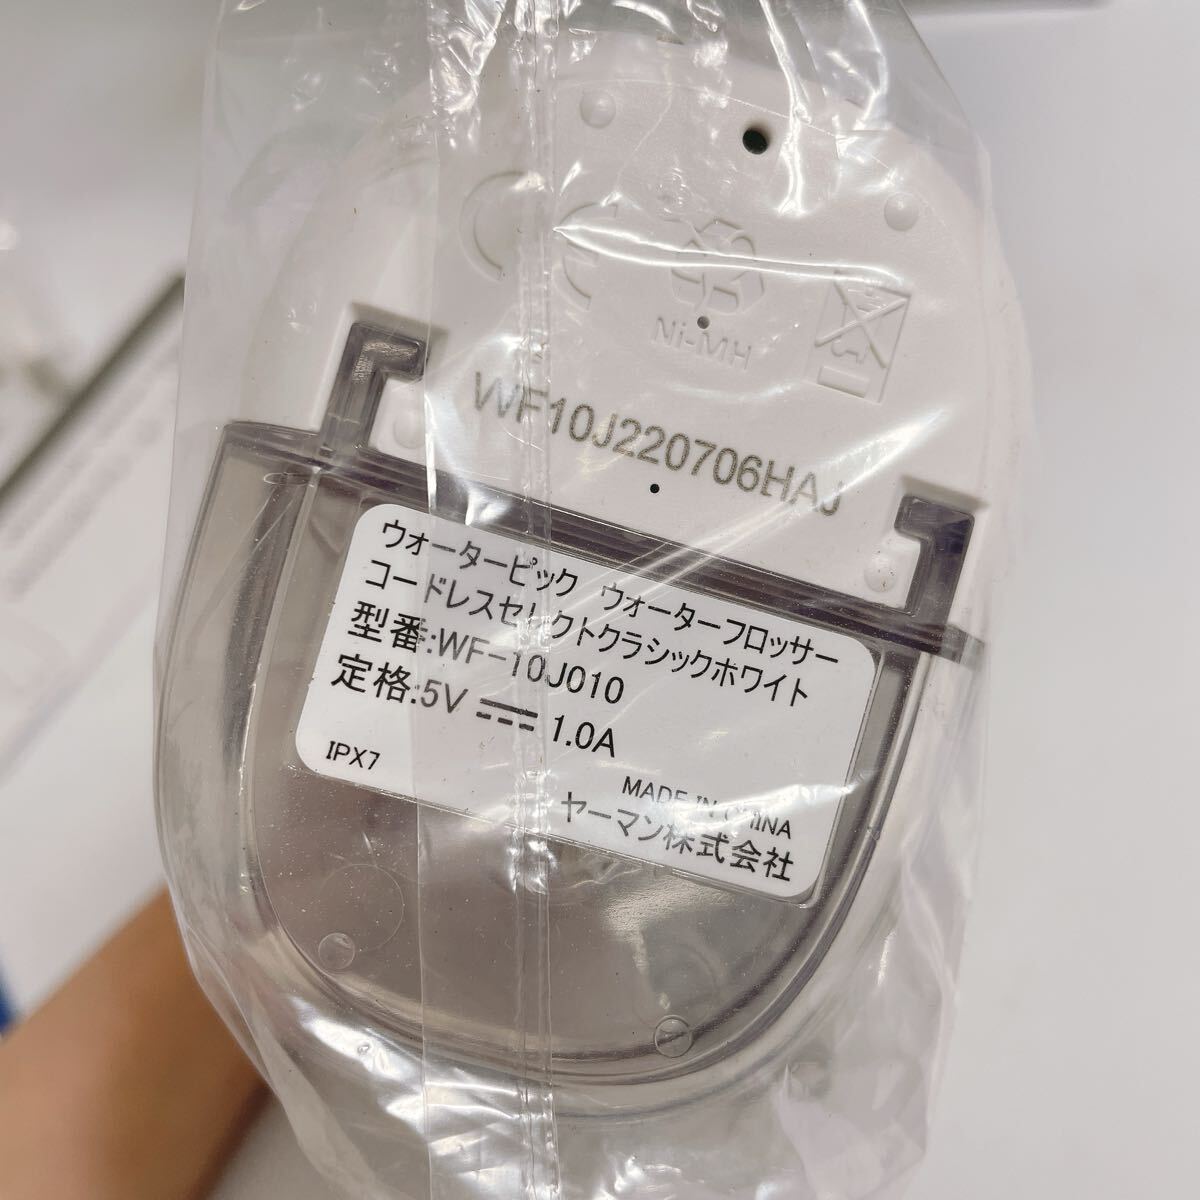 CE
Ni-MH
WF10J220706HAJ
ウォーターピック ウォーターフロッサー
コードレスセレクトクラシックホワイト
型番:WF-10J010
定格:5V ⎓ 1.0A
IPX7
MADE IN CHINA
ヤーマン株式会社